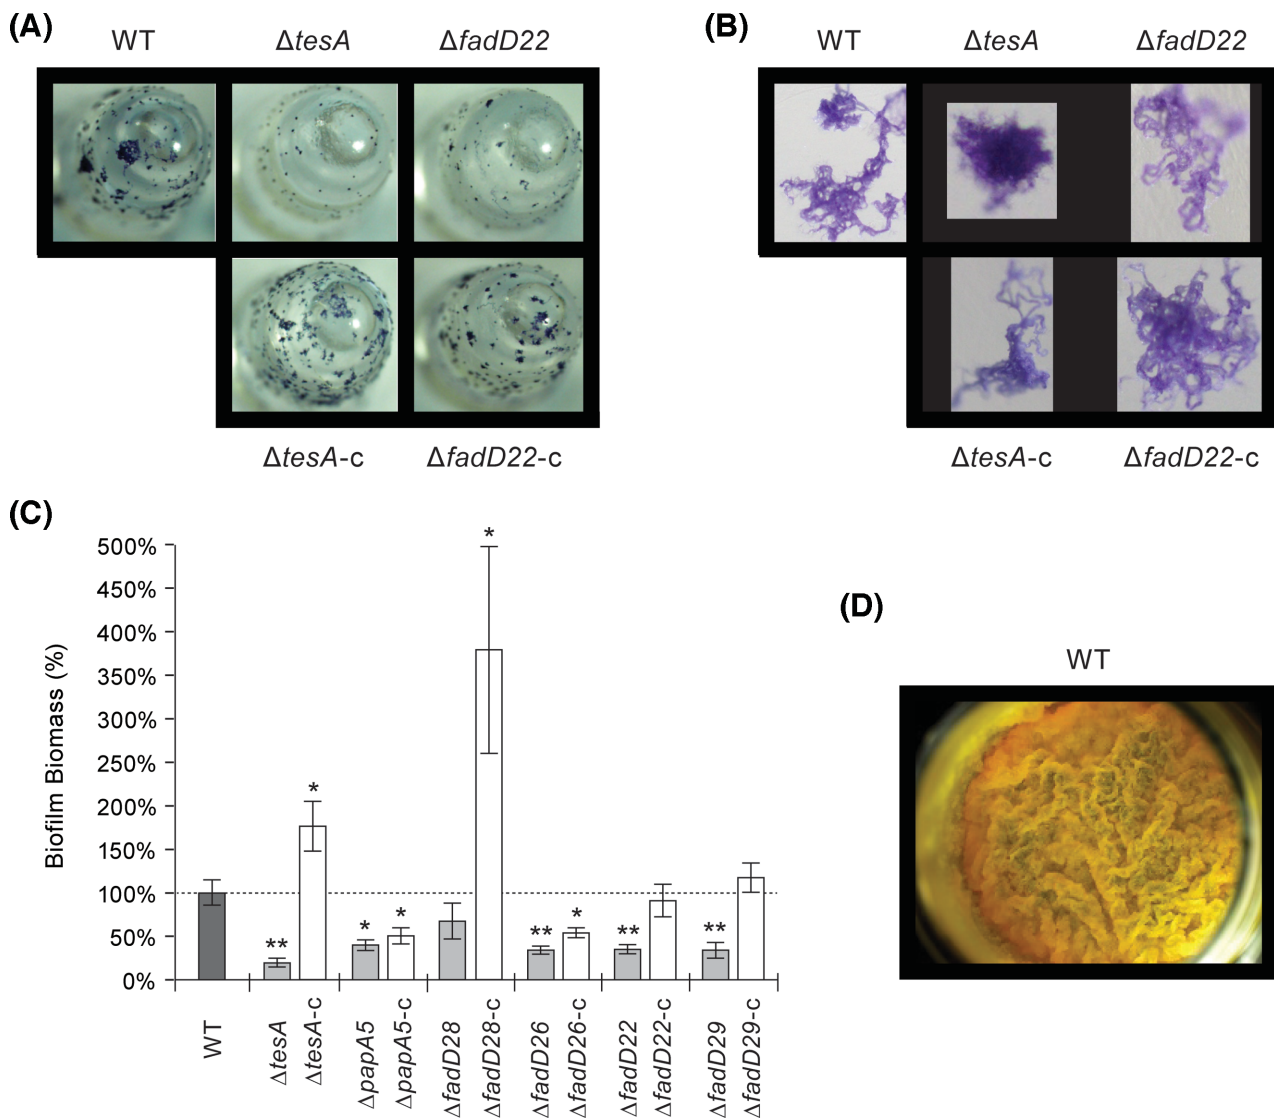 (A)
WT ΔtesA ΔfadD22
ΔtesA-c ΔfadD22-c
(B)
WT ΔtesA ΔfadD22
ΔtesA-c ΔfadD22-c
(C)
Biofilm Biomass (%)
500%
450%
400%
350%
300%
250%
200%
150%
100%
50%
0%
** * * * * ** * ** **
WT ΔtesA ΔtesA-c ΔpapA5 ΔpapA5-c ΔfadD28 ΔfadD28-c ΔfadD26 ΔfadD26-c ΔfadD22 ΔfadD22-c ΔfadD29 ΔfadD29-c
(D)
WT